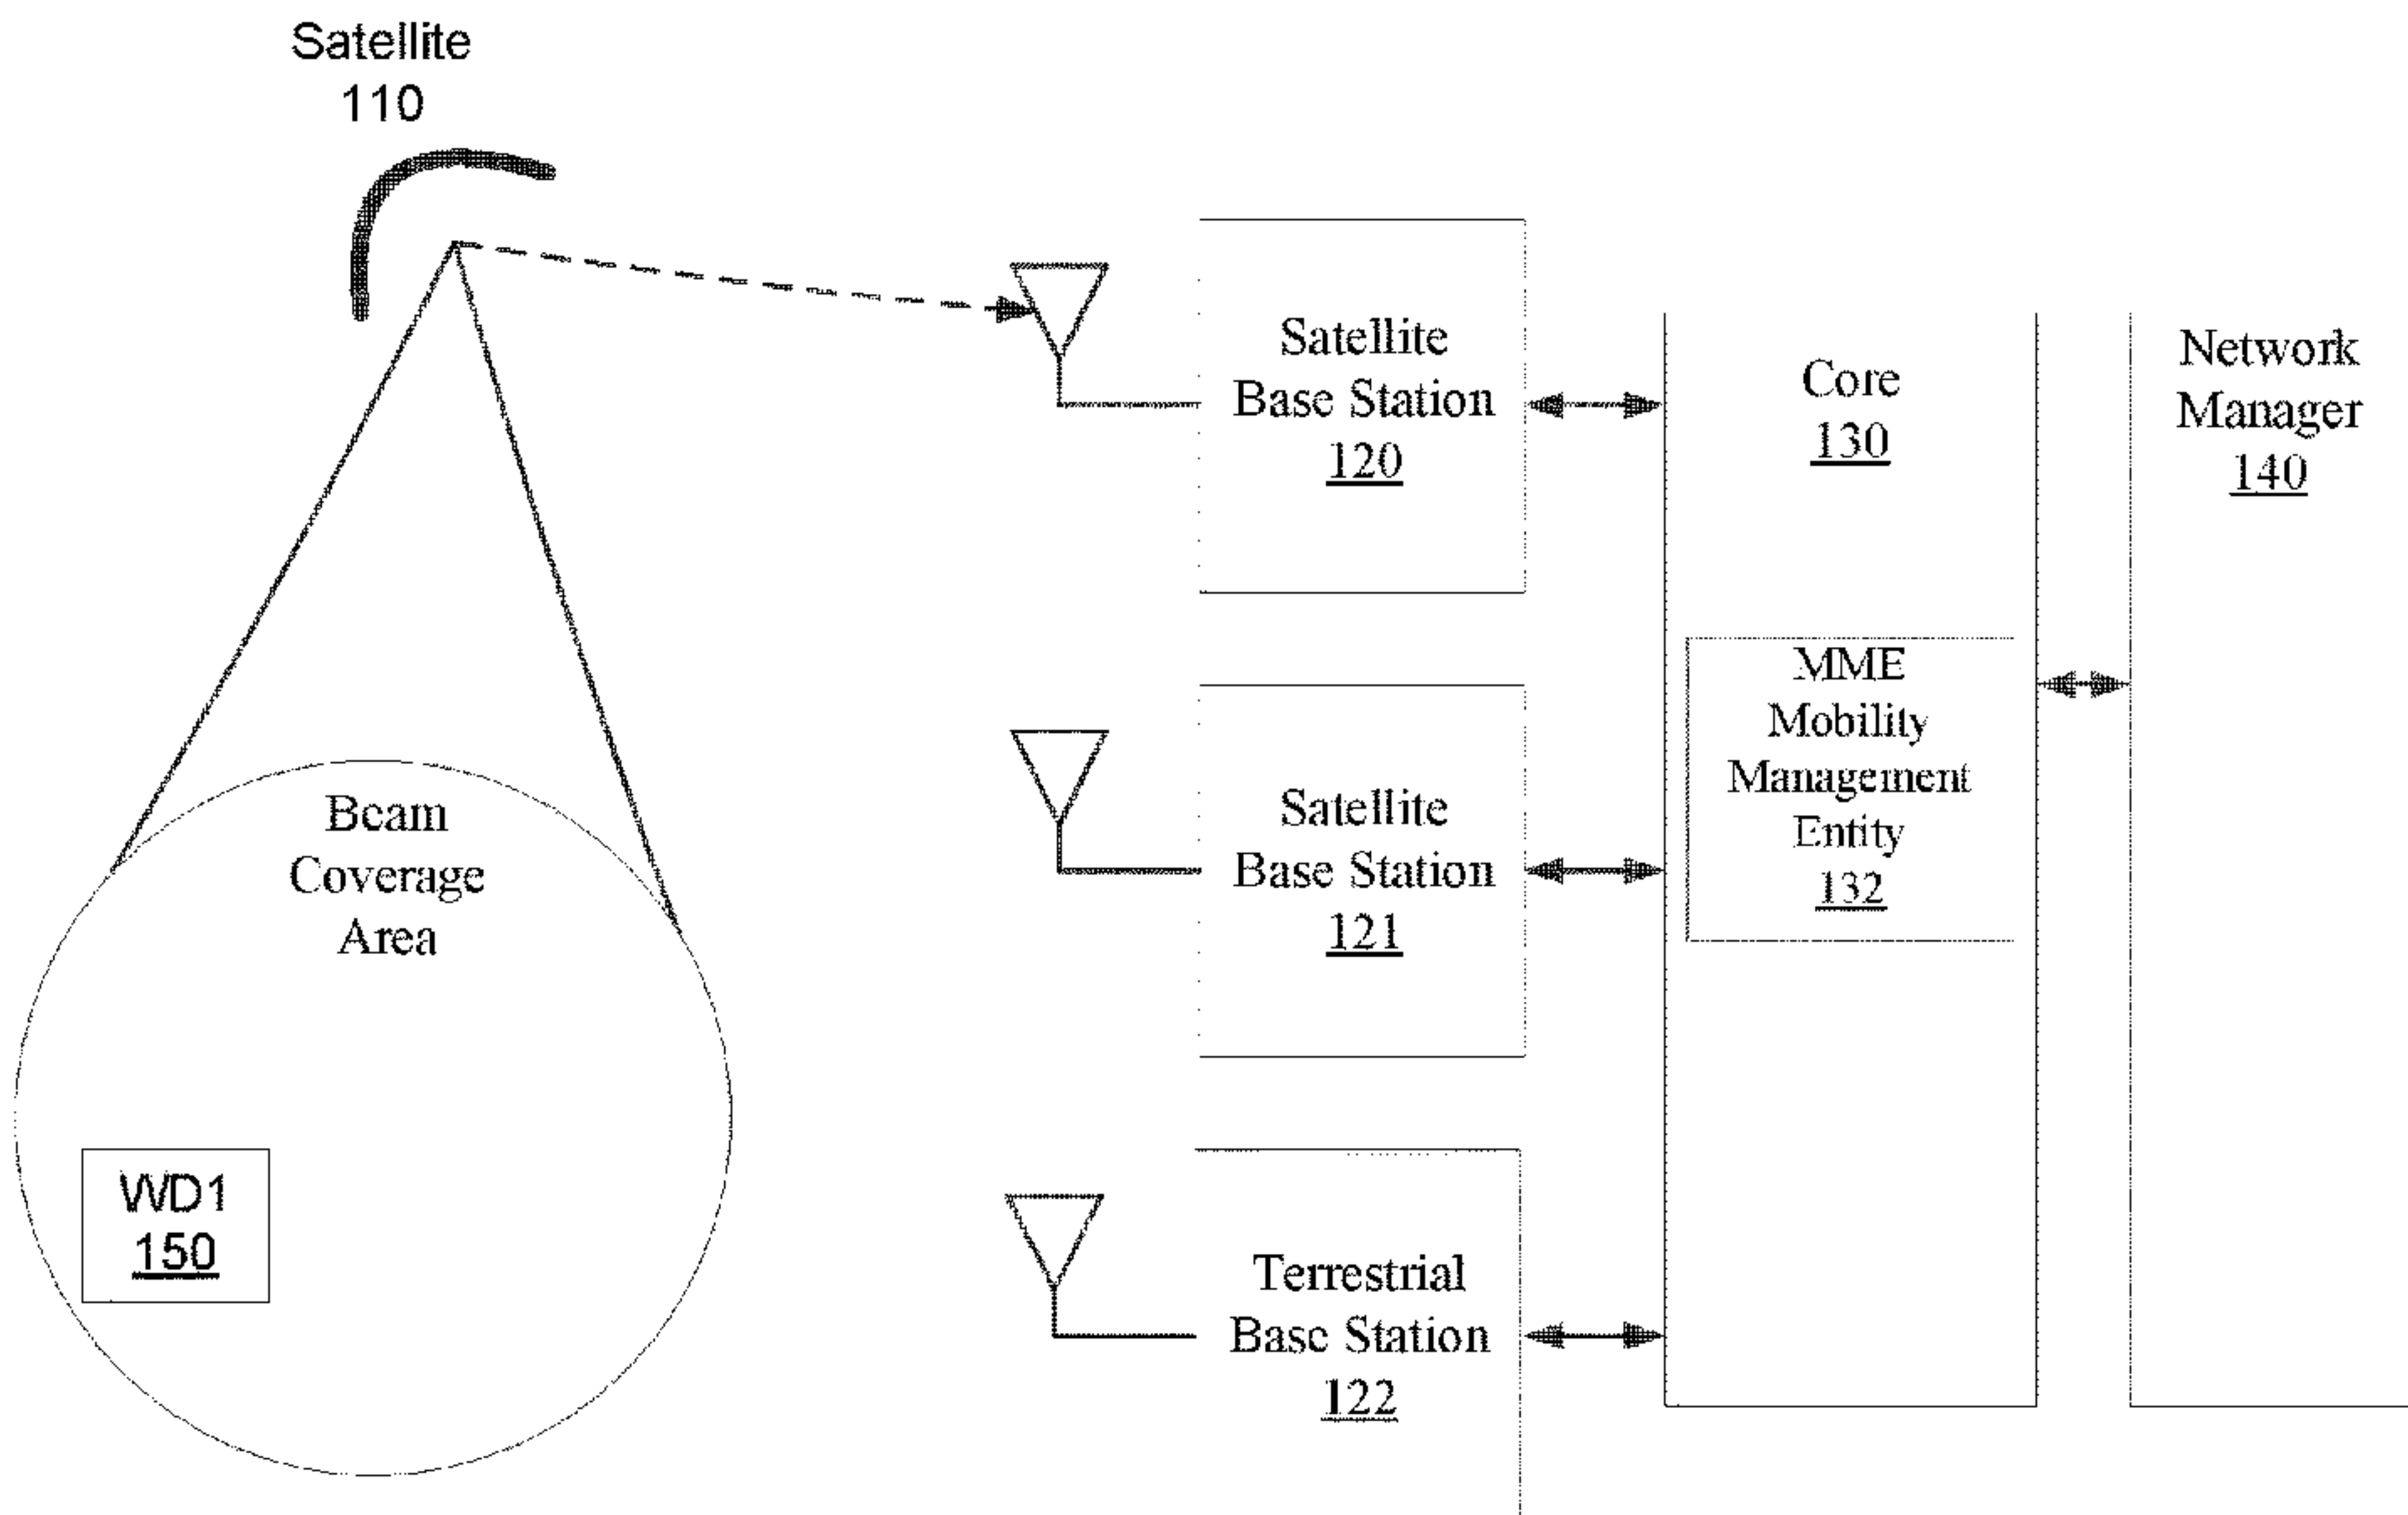 Satellite
110
Beam
Coverage
Area
WD1
150
Satellite
Base Station
120
Satellite
Base Station
121
Terrestrial
Base Station
122
Core
130
MME
Mobility
Management
Entity
132
Network
Manager
140